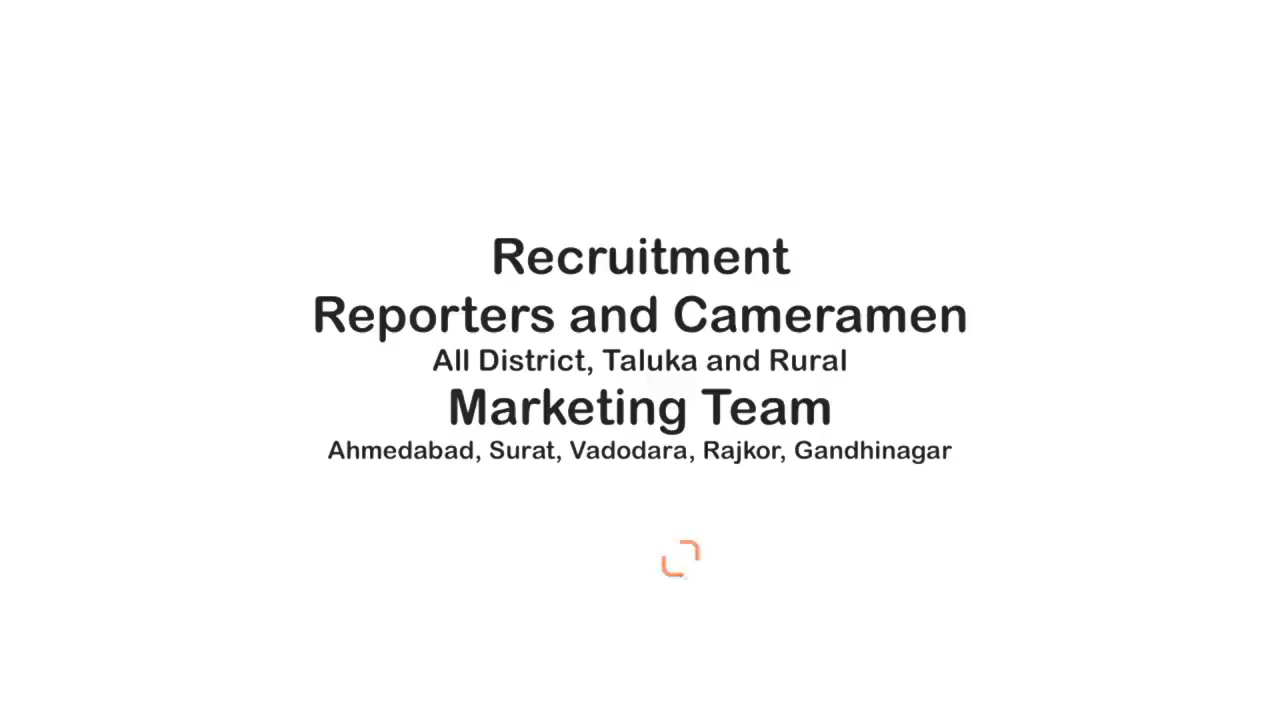 Recruitment
Reporters and Cameramen
All District, Taluka and Rural
Marketing Team
Ahmedabad, Surat, Vadodara, Rajkor, Gandhinagar